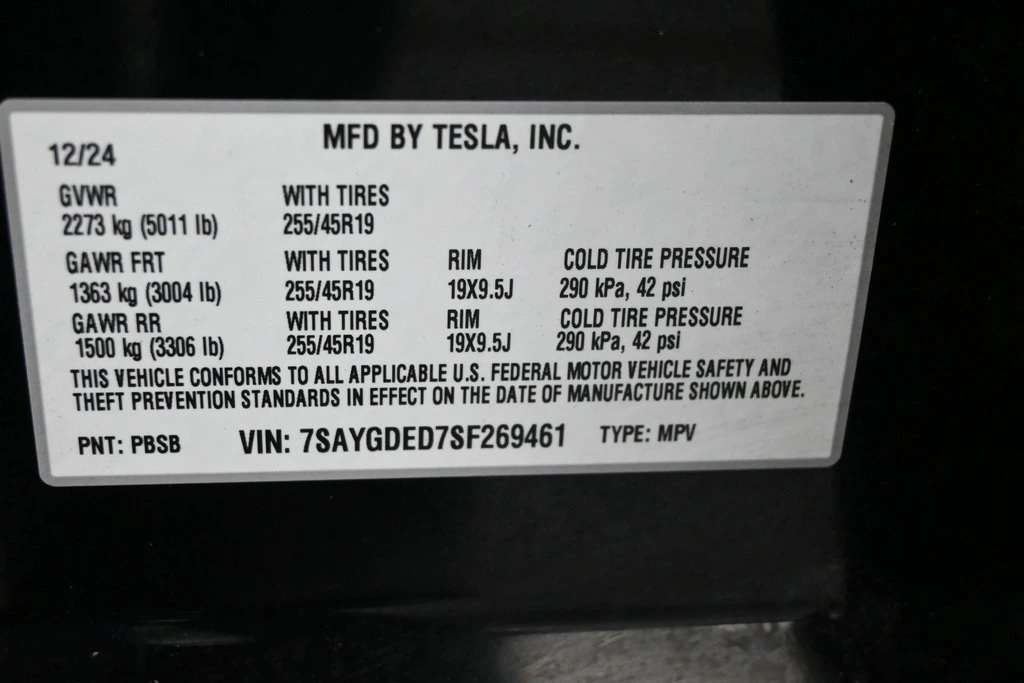 MFD BY TESLA, INC.
12/24
GVWR WITH TIRES
2273 kg (5011 lb) 255/45R19
GAWR FRT WITH TIRES RIM COLD TIRE PRESSURE
1363 kg (3004 lb) 255/45R19 19X9.5J 290 kPa, 42 psi
GAWR RR WITH TIRES RIM COLD TIRE PRESSURE
1500 kg (3306 lb) 255/45R19 19X9.5J 290 kPa, 42 psi
THIS VEHICLE CONFORMS TO ALL APPLICABLE U.S. FEDERAL MOTOR VEHICLE SAFETY AND
THEFT PREVENTION STANDARDS IN EFFECT ON THE DATE OF MANUFACTURE SHOWN ABOVE.
PNT: PBSB VIN: 7SAYGDED7SF269461 TYPE: MPV